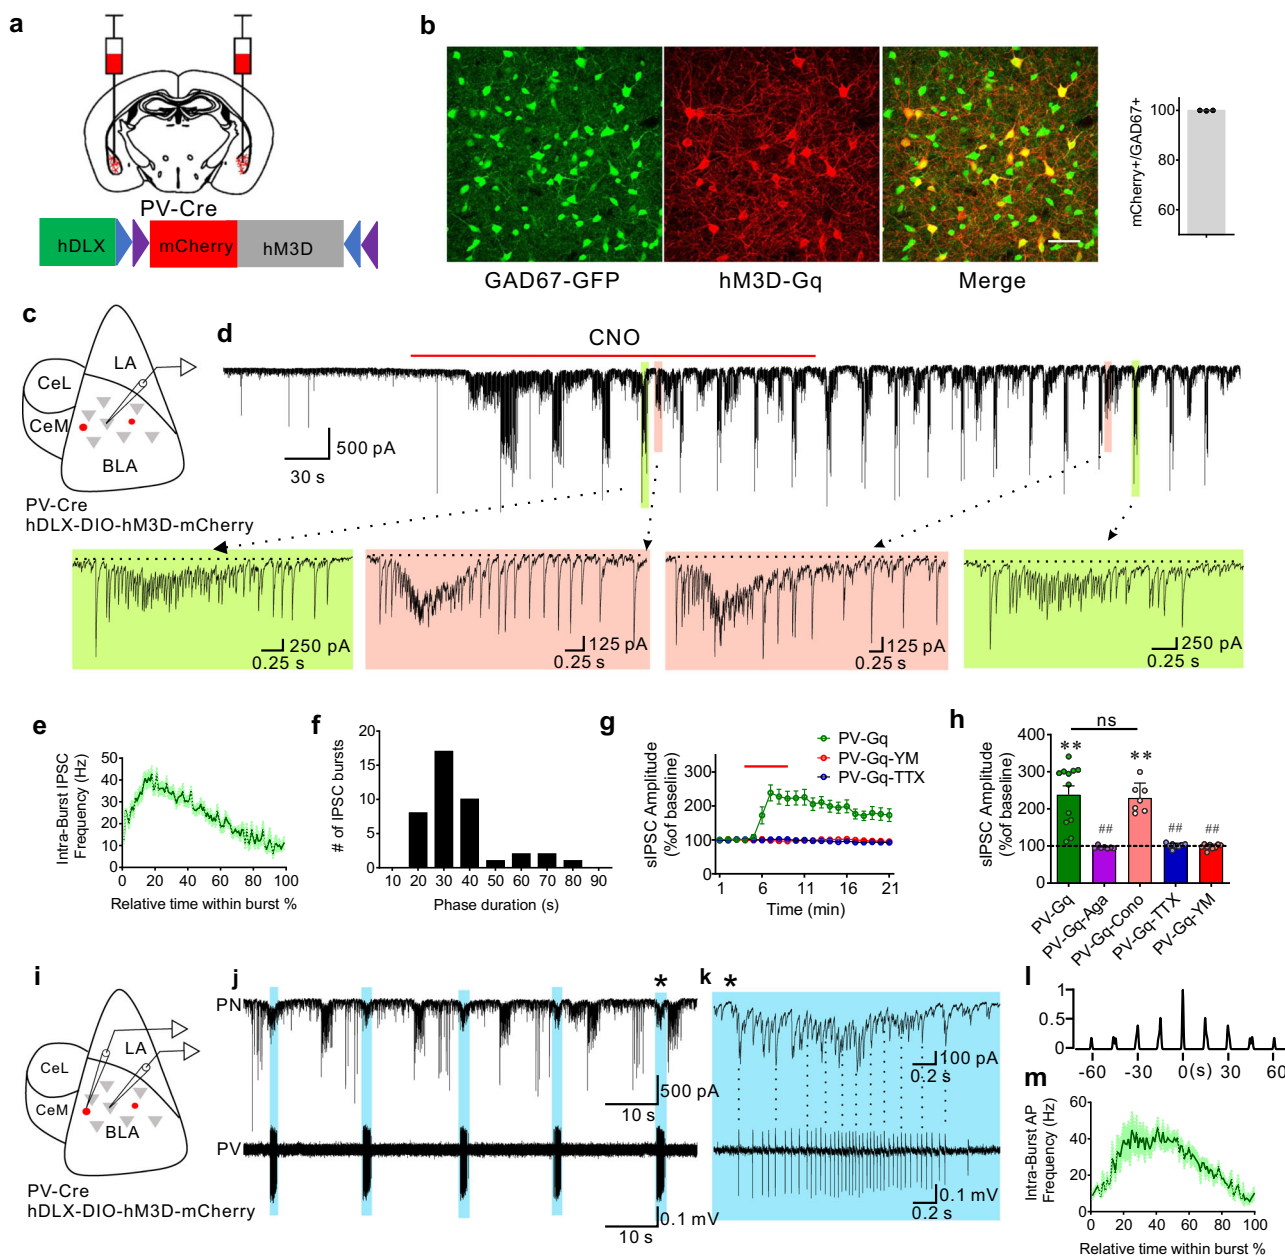 a
PV-Cre
hDLX
mCherry
hM3D
b
GAD67-GFP
hM3D-Gq
Merge
mCherry+/GAD67+
100
80
60
c
LA
CeL
CeM
BLA
PV-Cre
hDLX-DIO-hM3D-mCherry
d
CNO
500 pA
30 s
250 pA
0.25 s
125 pA
0.25 s
125 pA
0.25 s
250 pA
0.25 s
e
Intra-Burst IPSC
Frequency (Hz)
50
40
30
20
10
0
0 20 40 60 80 100
Relative time within burst %
f
# of IPSC bursts
20
15
10
5
0
10 20 30 40 50 60 70 80 90
Phase duration (s)
g
PV-Gq
PV-Gq-YM
PV-Gq-TTX
sIPSC Amplitude
(%of baseline)
300
200
100
0
1 6 11 16 21
Time (min)
h
ns
** **
## ## ##
sIPSC Amplitude
(%of baseline)
400
300
200
100
0
PV-Gq
PV-Gq-Aga
PV-Gq-Cono
PV-Gq-TTX
PV-Gq-YM
i
LA
CeL
CeM
BLA
PV-Cre
hDLX-DIO-hM3D-mCherry
j
*
PN
500 pA
10 s
PV
0.1 mV
10 s
k
*
100 pA
0.2 s
0.1 mV
0.2 s
l
1
0.5
0
-60 -30 0 (s) 30 60
m
Intra-Burst AP
Frequency (Hz)
60
40
20
0
0 20 40 60 80 100
Relative time within burst %